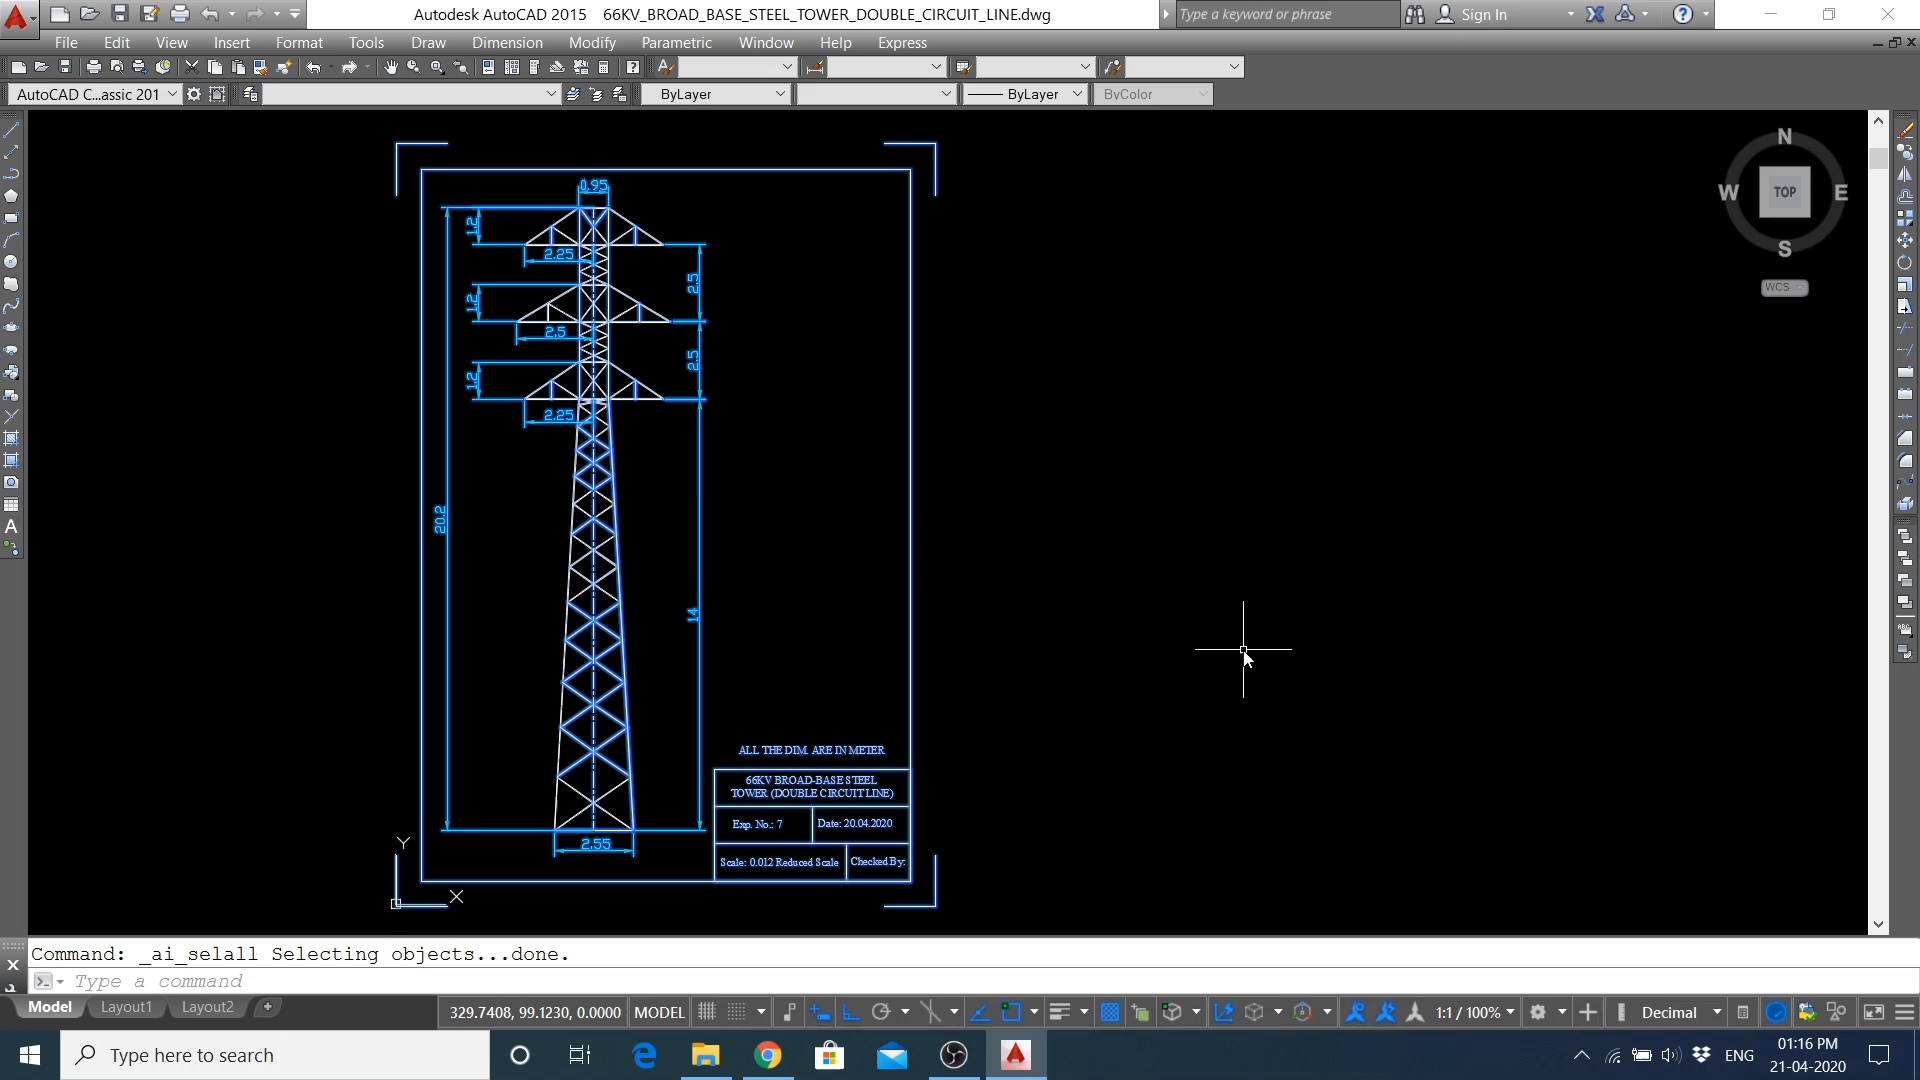 Autodesk AutoCAD 2015 66KV_BROAD_BASE_STEEL_TOWER_DOUBLE_CIRCUIT_LINE.dwg
Type a keyword or phrase
Sign In
File Edit View Insert Format Tools Draw Dimension Modify Parametric Window Help Express
AutoCAD C...assic 201
ByLayer
ByLayer
ByColor
N
W
TOP
E
S
WCS
0.95
1.2
2.25
2.5
1.2
2.5
2.5
1.2
2.25
20.2
14
2.55
ALL THE DIM. ARE IN METER
66KV BROAD-BASE STEEL
TOWER (DOUBLE CIRCUIT LINE)
Exp. No.: 7
Date: 20.04.2020
Scale: 0.012 Reduced Scale
Checked By:
Y
X
Command: _ai_selall Selecting objects...done.
Type a command
Model Layout1 Layout2
329.7408, 99.1230, 0.0000 MODEL
1:1 / 100%
Decimal
Type here to search
ENG
01:16 PM
21-04-2020